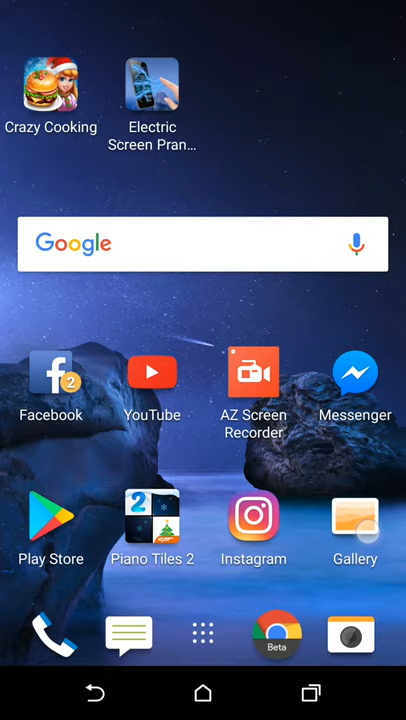 Crazy Cooking
Electric
Screen Pran...
Google
2
Facebook
YouTube
AZ Screen
Recorder
Messenger
2
Play Store
Piano Tiles 2
Instagram
Gallery
Beta